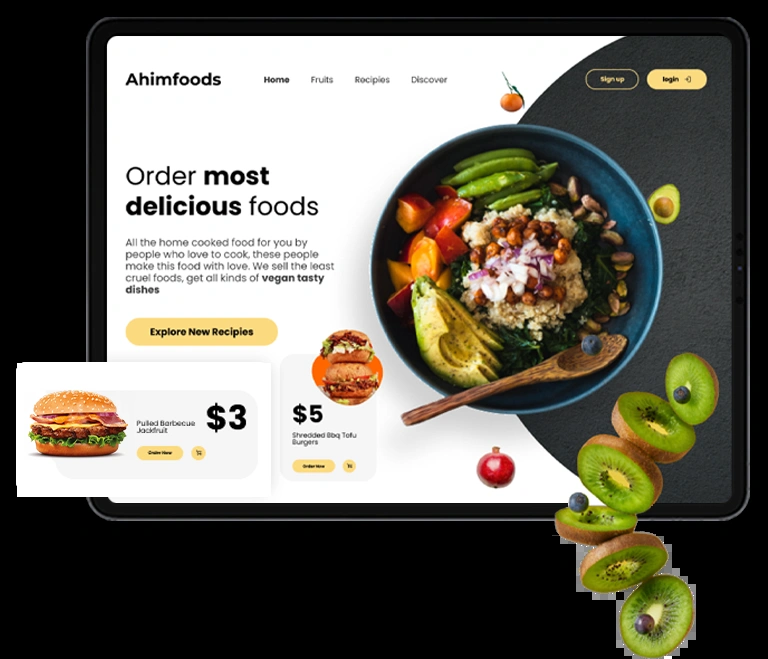 Ahimfoods
Home Fruits Recipies Discover
Sign up
login
Order most
delicious foods
All the home cooked food for you by
people who love to cook, these people
make this food with love. We sell the least
cruel foods, get all kinds of vegan tasty
dishes
Explore New Recipies
Pulled Barbecue
Jackfruit
$3
Order Now
$5
Shredded Bbq Tofu
Burgers
Order Now